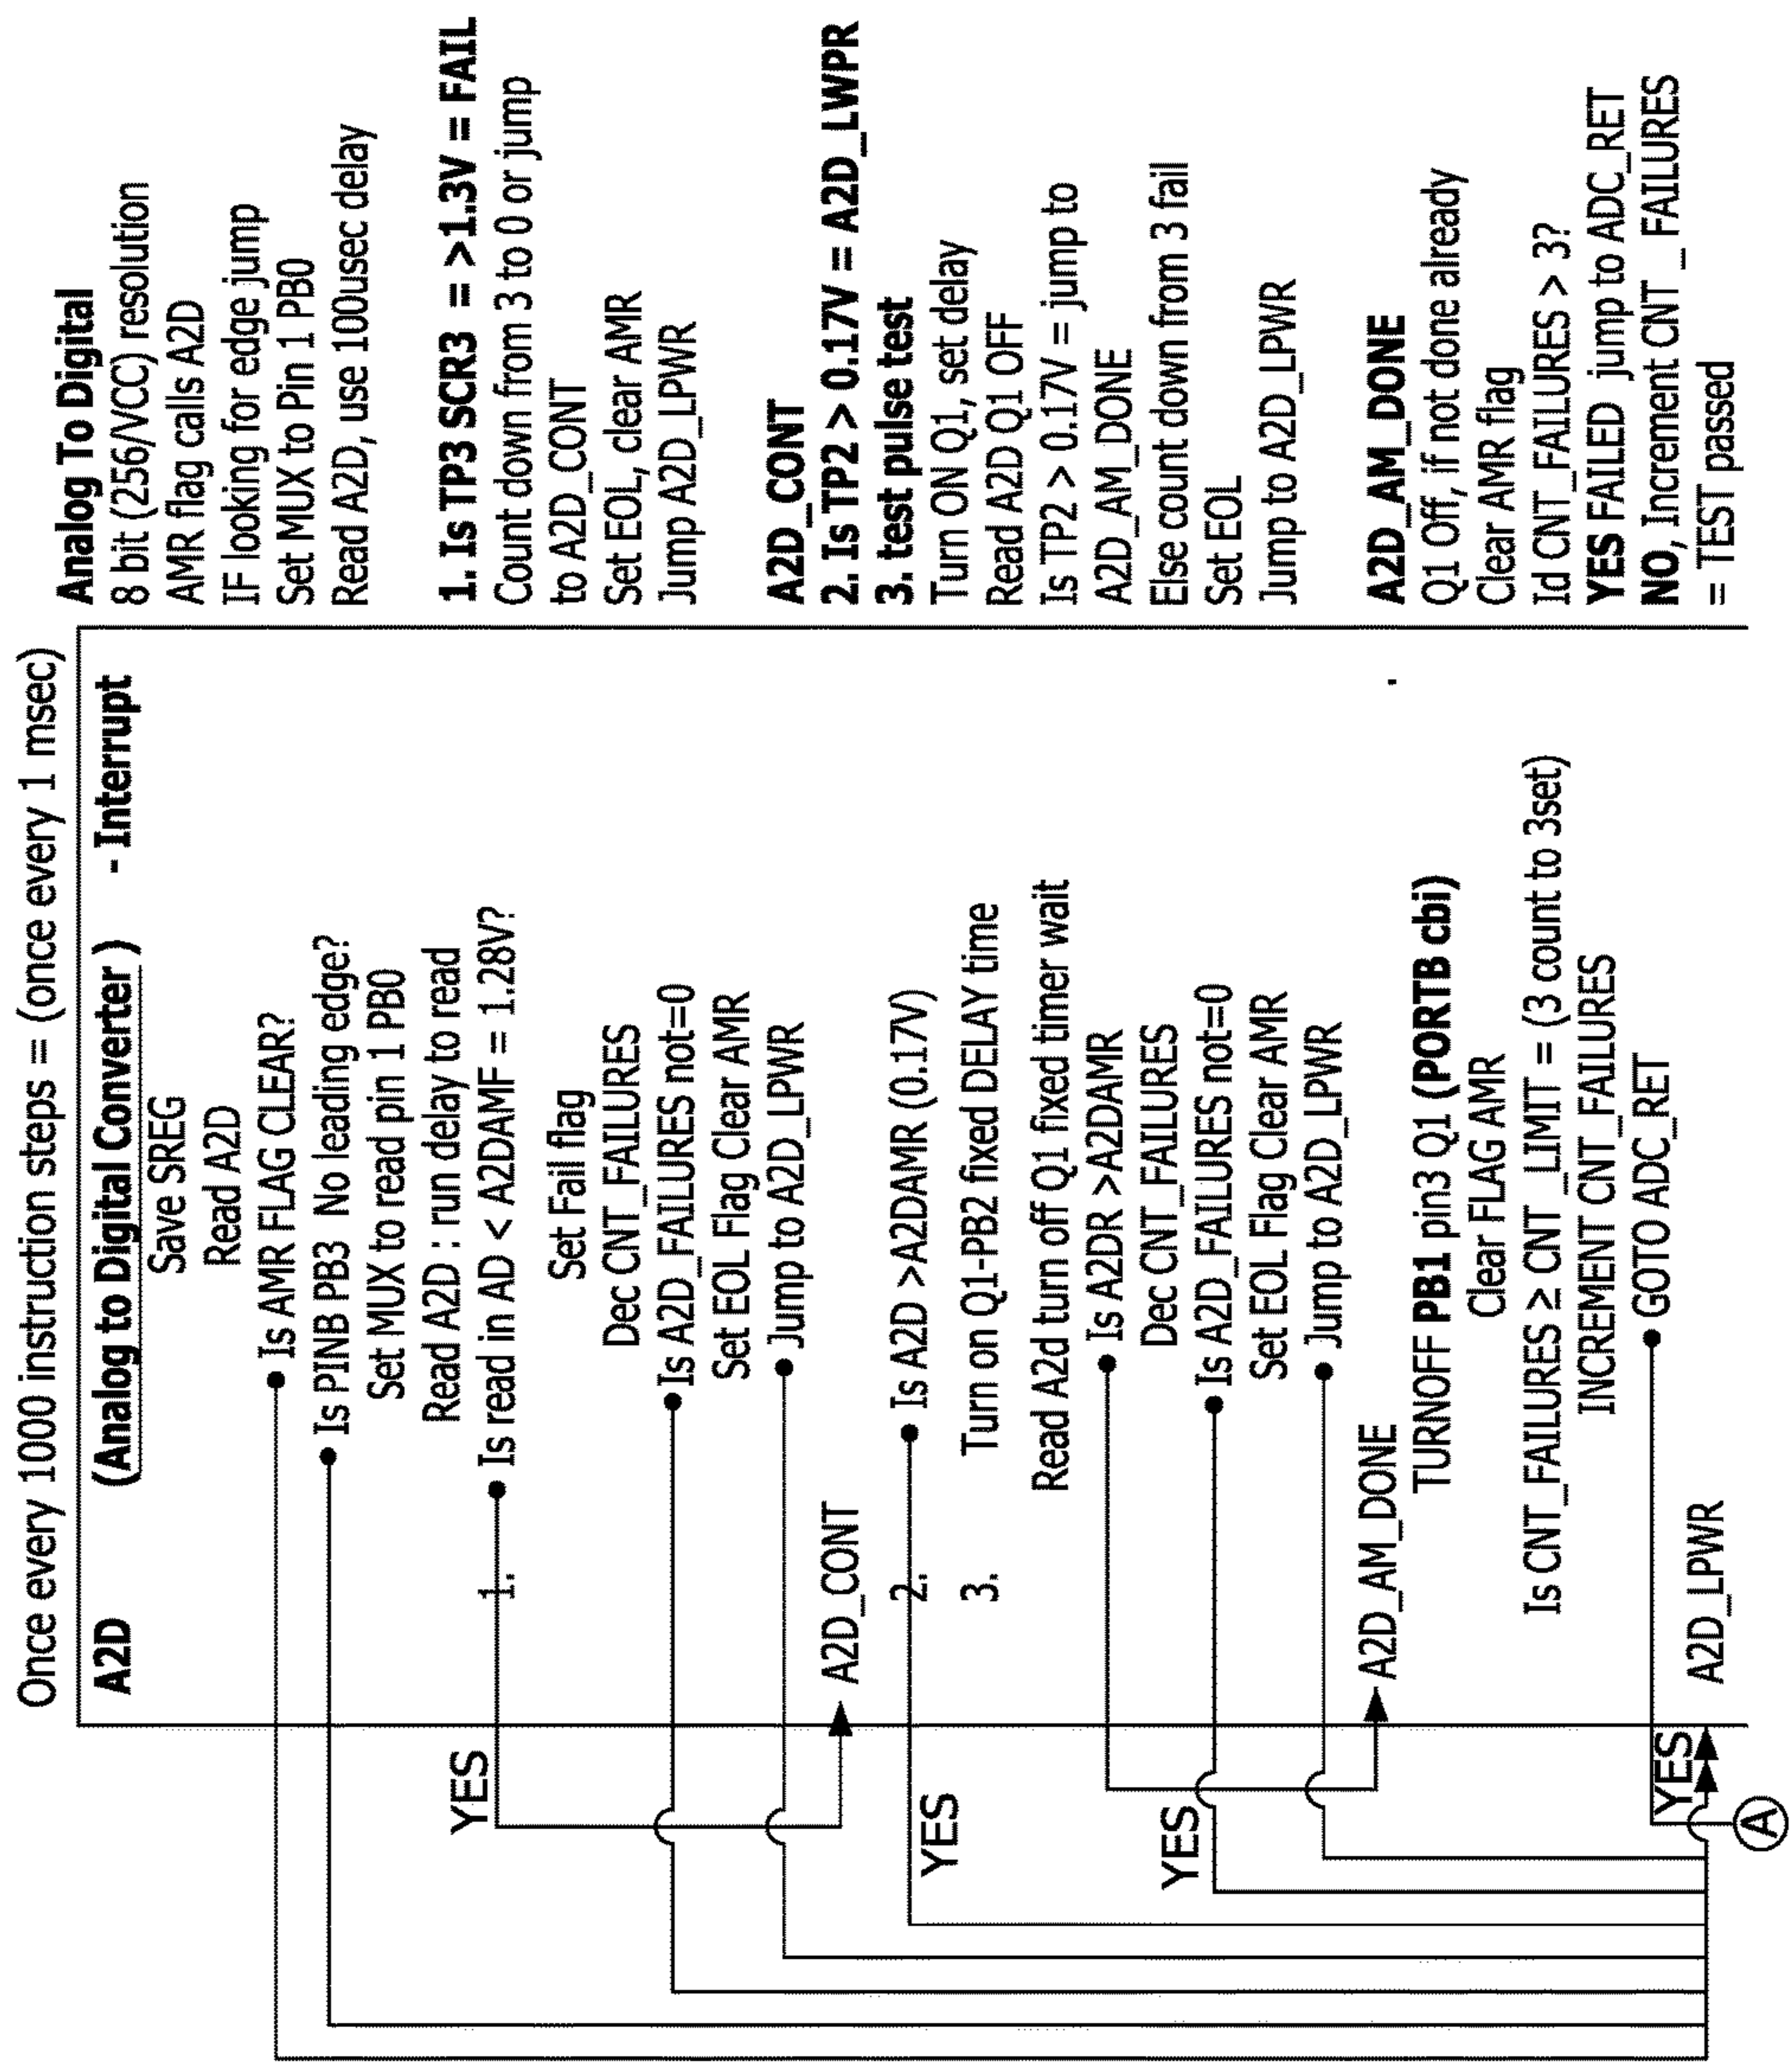 Once every 1000 instruction steps = (once every 1 msec)
A2D (Analog to Digital Converter ) - Interrupt
Save SREG
Read A2D
Is AMR FLAG CLEAR?
Is PINB PB3 No leading edge?
Set MUX to read pin 1 PB0
Read A2D : run delay to read
1. Is read in AD < A2DAMF = 1.28V?
YES
Set Fail flag
Dec CNT_FAILURES
Is A2D_FAILURES not=0
Set EOL Flag Clear AMR
Jump to A2D_LPWR
A2D_CONT
2. Is A2D >A2DAMR (0.17V)
YES
3. Turn on Q1-PB2 fixed DELAY time
Read A2d turn off Q1 fixed timer wait
Is A2DR >A2DAMR
Dec CNT_FAILURES
YES
Is A2D_FAILURES not=0
Set EOL Flag Clear AMR
Jump to A2D_LPWR
A2D_AM_DONE
TURNOFF PB1 pin3 Q1 (PORTB cbi)
Clear FLAG AMR
Is CNT_FAILURES ≥ CNT_LIMIT = (3 count to 3set)
INCREMENT CNT_FAILURES
GOTO ADC_RET
YES
A2D_LPWR
A
Analog To Digital
8 bit (256/VCC) resolution
AMR flag calls A2D
IF looking for edge jump
Set MUX to Pin 1 PB0
Read A2D, use 100usec delay
1. Is TP3 SCR3 = >1.3V = FAIL
Count down from 3 to 0 or jump
to A2D_CONT
Set EOL, clear AMR
Jump A2D_LPWR
A2D_CONT
2. Is TP2 > 0.17V = A2D_LWPR
3. test pulse test
Turn ON Q1, set delay
Read A2D Q1 OFF
Is TP2 > 0.17V = jump to
A2D_AM_DONE
Else count down from 3 fail
Set EOL
Jump to A2D_LPWR
A2D_AM_DONE
Q1 Off, if not done already
Clear AMR flag
Id CNT_FAILURES > 3?
YES FAILED jump to ADC_RET
NO, Increment CNT _ FAILURES
= TEST passed